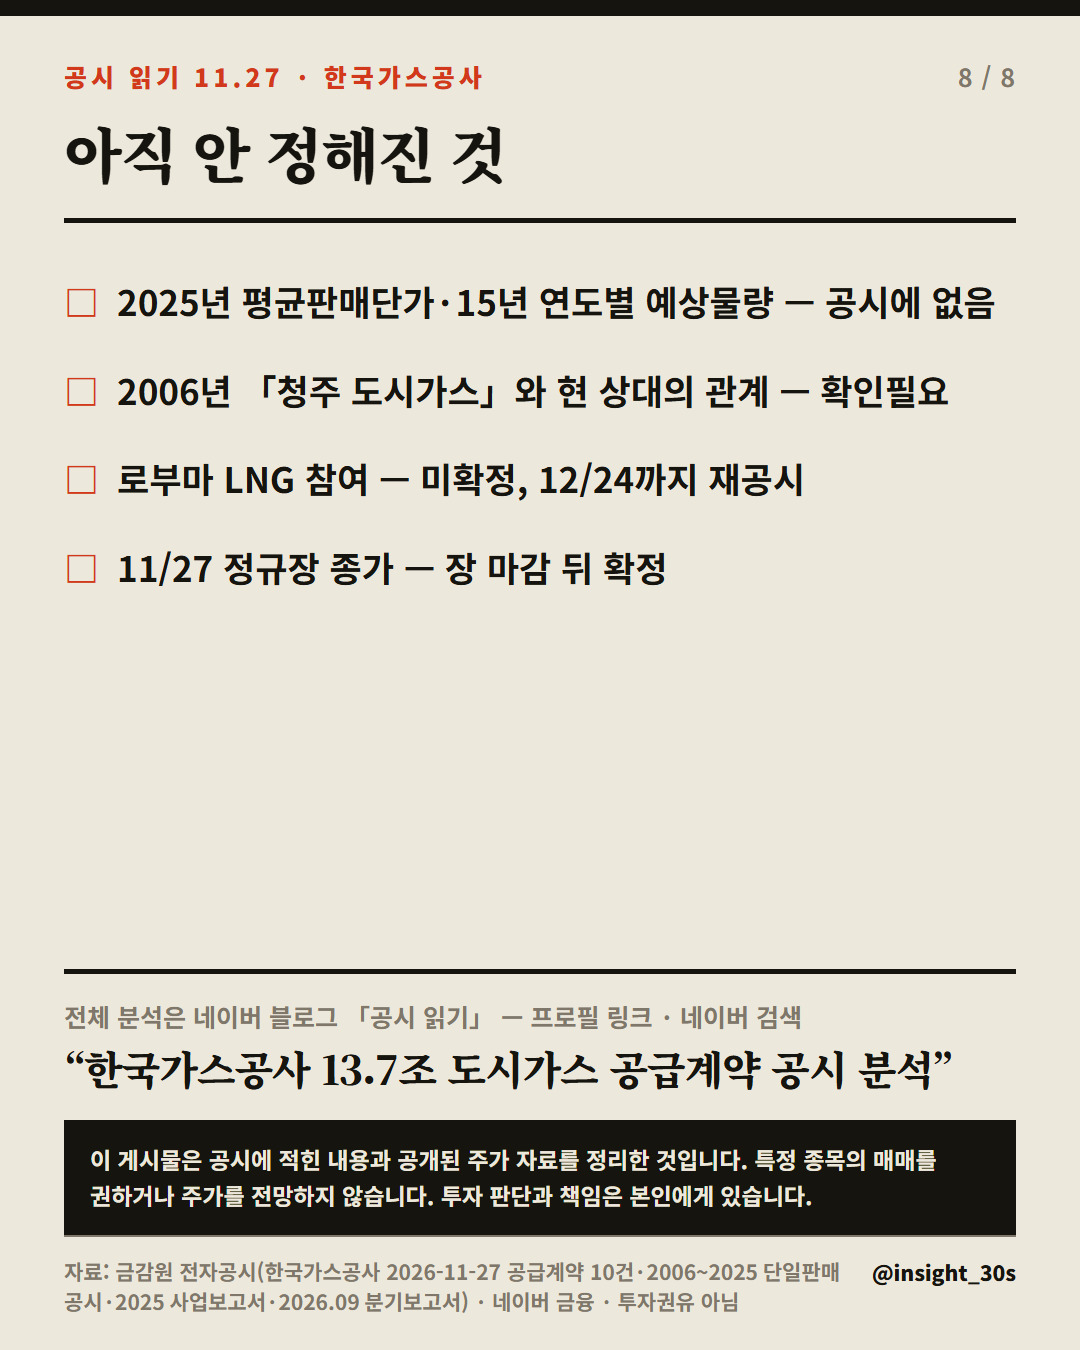 공시 읽기 11.27 · 한국가스공사
8 / 8
아직 안 정해진 것
□ 2025년 평균판매단가·15년 연도별 예상물량 — 공시에 없음
□ 2006년 「청주 도시가스」와 현 상대의 관계 — 확인필요
□ 로부마 LNG 참여 — 미확정, 12/24까지 재공시
□ 11/27 정규장 종가 — 장 마감 뒤 확정
전체 분석은 네이버 블로그 「공시 읽기」 — 프로필 링크 · 네이버 검색
“한국가스공사 13.7조 도시가스 공급계약 공시 분석”
이 게시물은 공시에 적힌 내용과 공개된 주가 자료를 정리한 것입니다. 특정 종목의 매매를
권하거나 주가를 전망하지 않습니다. 투자 판단과 책임은 본인에게 있습니다.
자료: 금감원 전자공시(한국가스공사 2026-11-27 공급계약 10건·2006~2025 단일판매
공시·2025 사업보고서·2026.09 분기보고서) · 네이버 금융 · 투자권유 아님
@insight_30s